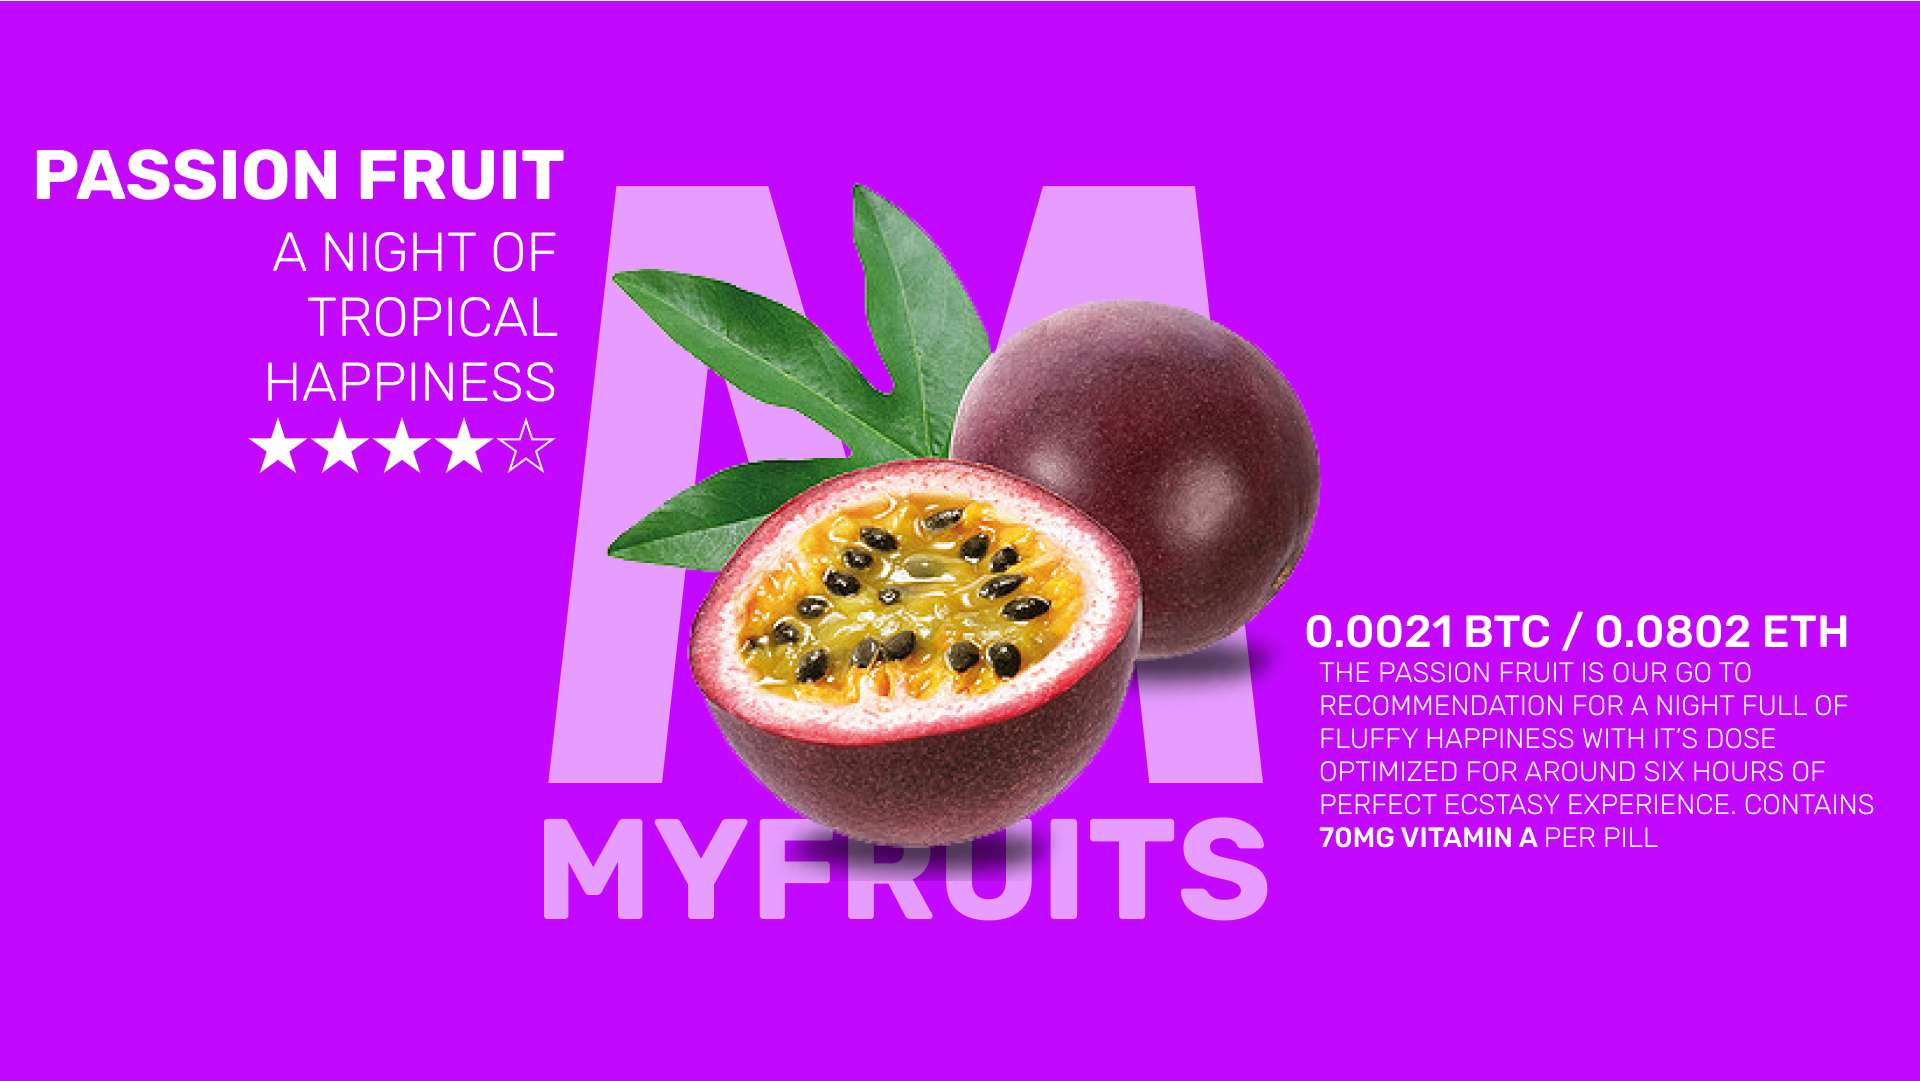 PASSION FRUIT
A NIGHT OF
TROPICAL
HAPPINESS
0.0021 BTC / 0.0802 ETH
THE PASSION FRUIT IS OUR GO TO
RECOMMENDATION FOR A NIGHT FULL OF
FLUFFY HAPPINESS WITH IT'S DOSE
OPTIMIZED FOR AROUND SIX HOURS OF
PERFECT ECSTASY EXPERIENCE. CONTAINS
70MG VITAMIN A PER PILL
M
MYFRUITS